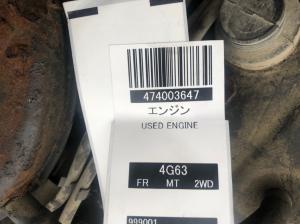 474003647
エンジン
USED ENGINE
4G63
FR MT 2WD
999001